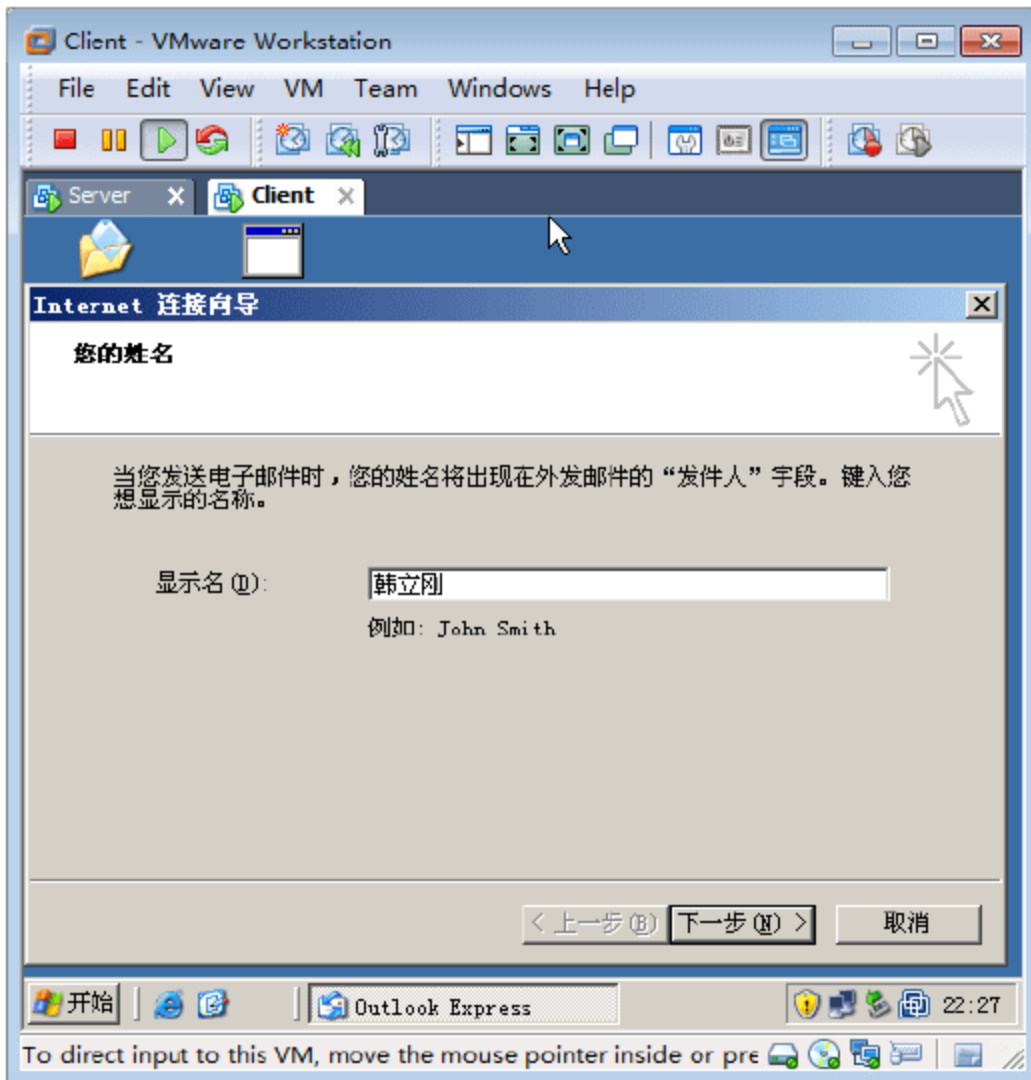 Client - VMware Workstation
File Edit View VM Team Windows Help
Server Client
Internet 连接向导
您的姓名
当您发送电子邮件时，您的姓名将出现在外发邮件的“发件人”字段。键入您
想显示的名称。
显示名(D): 韩立刚
例如: John Smith
< 上一步(B) 下一步(N) > 取消
开始 Outlook Express 22:27
To direct input to this VM, move the mouse pointer inside or pre